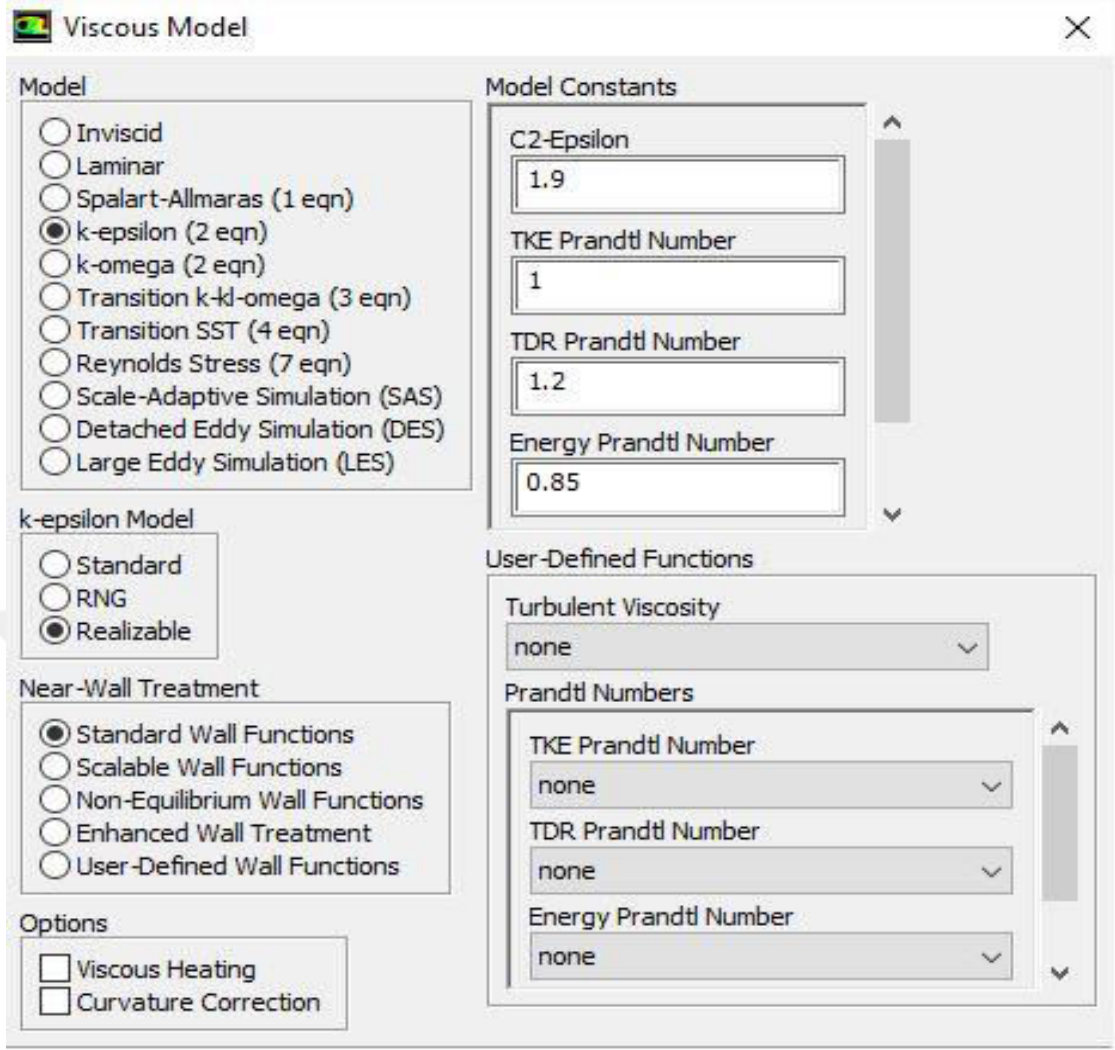 Viscous Model
Model
Inviscid
Laminar
Spalart-Allmaras (1 eqn)
k-epsilon (2 eqn)
k-omega (2 eqn)
Transition k-kl-omega (3 eqn)
Transition SST (4 eqn)
Reynolds Stress (7 eqn)
Scale-Adaptive Simulation (SAS)
Detached Eddy Simulation (DES)
Large Eddy Simulation (LES)
k-epsilon Model
Standard
RNG
Realizable
Near-Wall Treatment
Standard Wall Functions
Scalable Wall Functions
Non-Equilibrium Wall Functions
Enhanced Wall Treatment
User-Defined Wall Functions
Options
Viscous Heating
Curvature Correction
Model Constants
C2-Epsilon
1.9
TKE Prandtl Number
1
TDR Prandtl Number
1.2
Energy Prandtl Number
0.85
User-Defined Functions
Turbulent Viscosity
none
Prandtl Numbers
TKE Prandtl Number
none
TDR Prandtl Number
none
Energy Prandtl Number
none